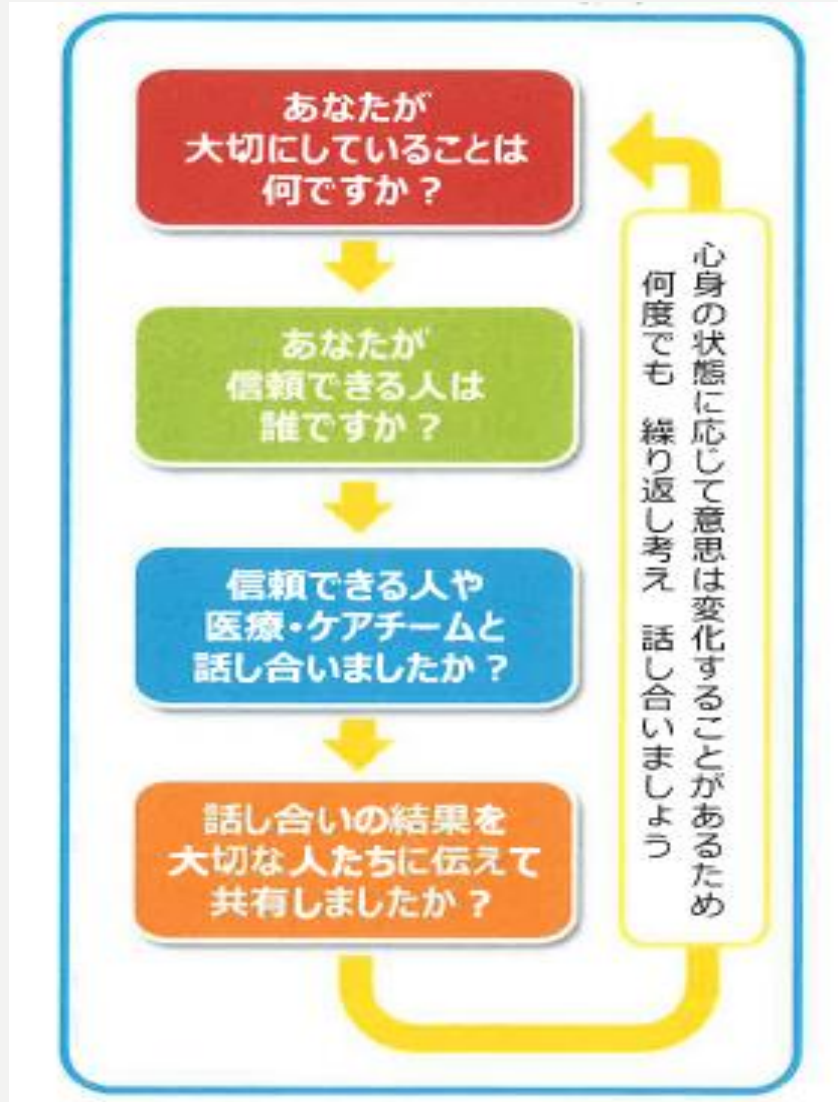 あなたが
大切にしていることは
何ですか？
あなたが
信頼できる人は
誰ですか？
信頼できる人や
医療・ケアチームと
話し合いましたか？
話し合いの結果を
大切な人たちに伝えて
共有しましたか？
心身の状態に応じて意思は変化することがあるため
何度でも　繰り返し考え　話し合いましょう